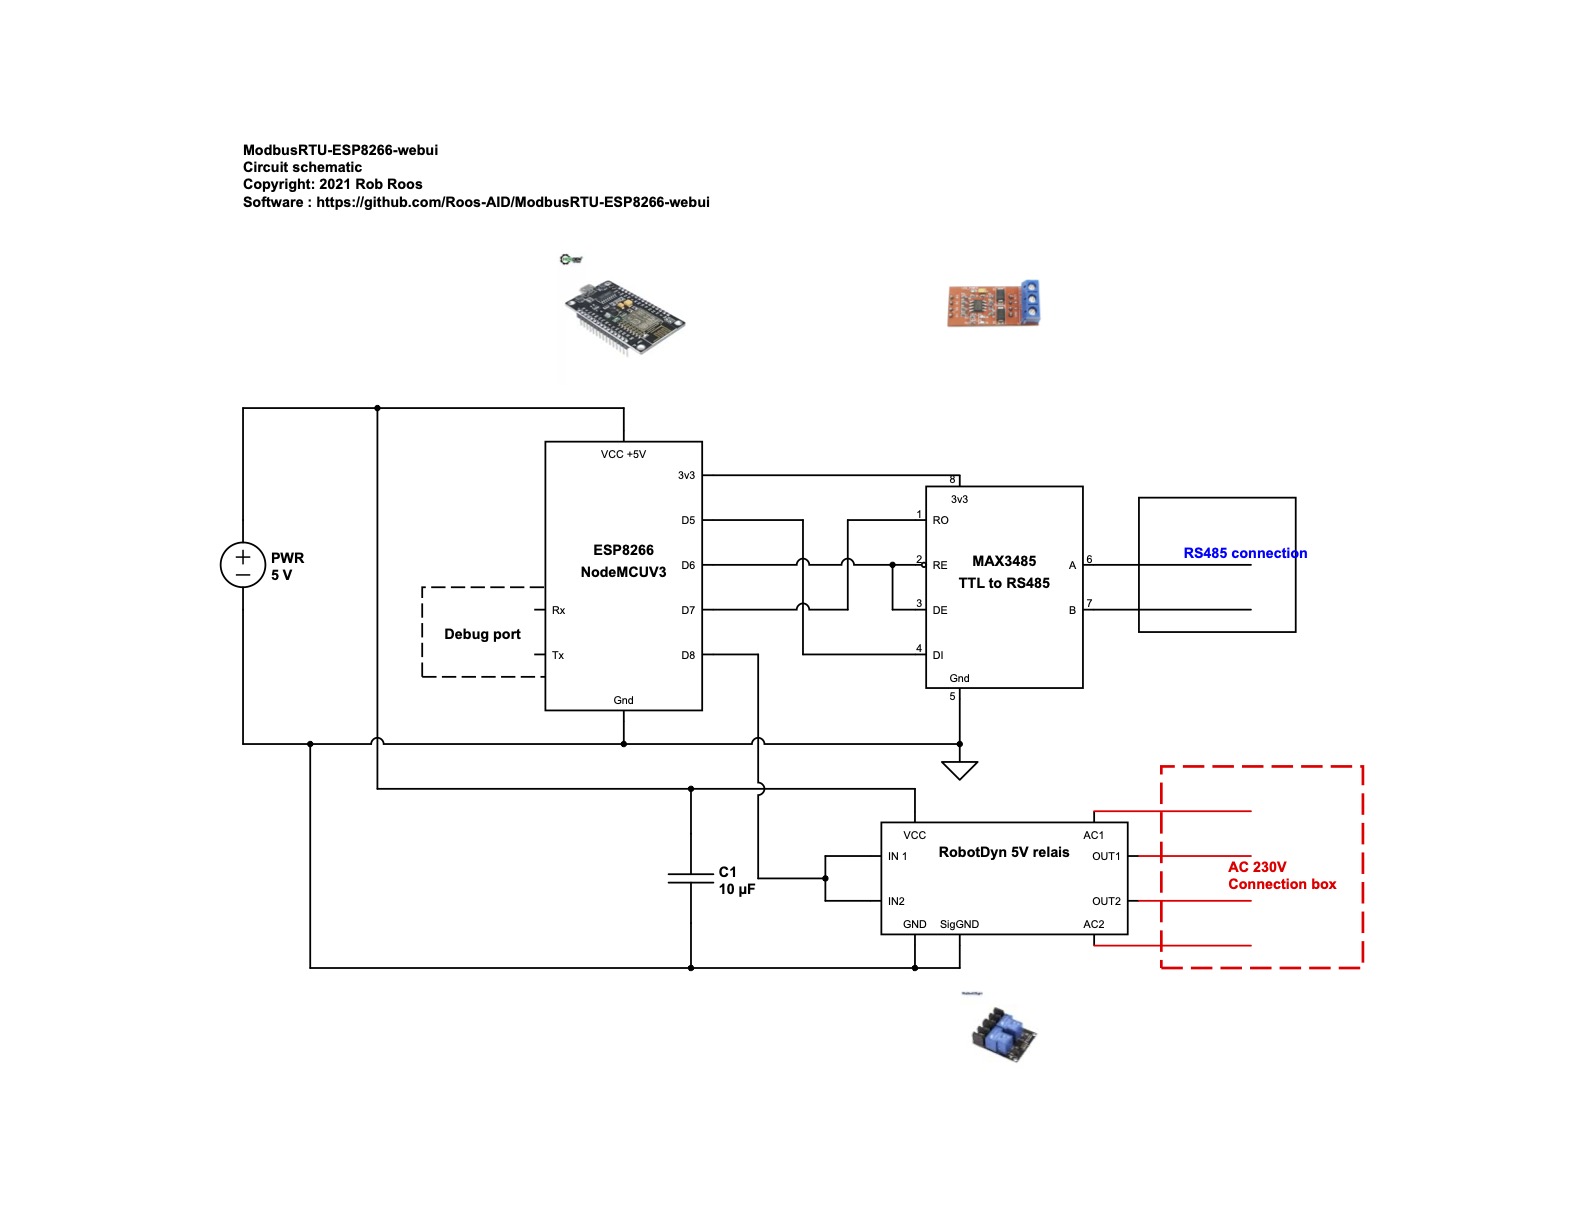 ModbusRTU-ESP8266-webui
Circuit schematic
Copyright: 2021 Rob Roos
Software : https://github.com/Roos-AID/ModbusRTU-ESP8266-webui
VCC +5V
3v3
8
3v3
D5
1
RO
PWR
5 V
ESP8266
NodeMCUV3
D6
2
RE
MAX3485
TTL to RS485
A
6
RS485 connection
Rx
D7
3
DE
B
7
Debug port
Tx
D8
4
DI
Gnd
Gnd
5
VCC
AC1
IN 1
RobotDyn 5V relais
OUT1
C1
10 µF
AC 230V
Connection box
IN2
OUT2
GND
SigGND
AC2